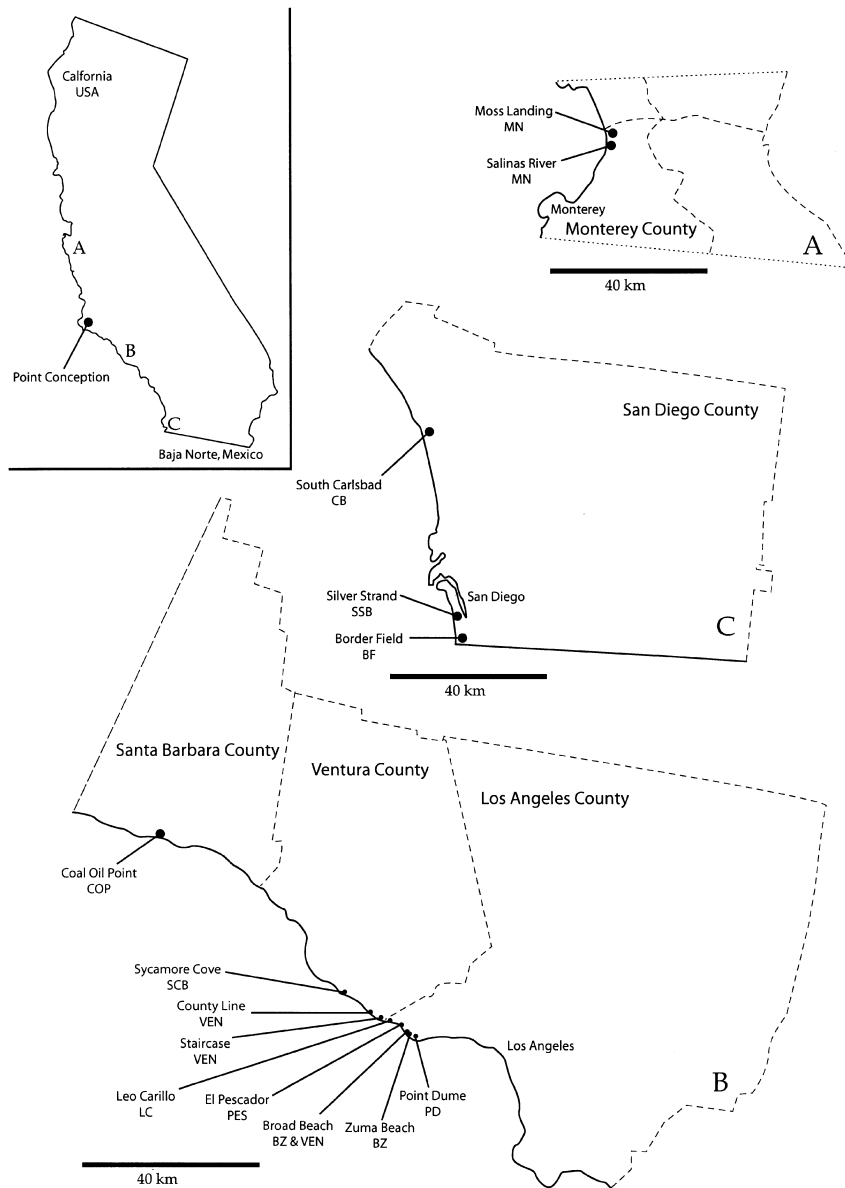 Calfornia
USA
A
B
Point Conception
C
Baja Norte, Mexico
Moss Landing
MN
Salinas River
MN
Monterey
Monterey County
A
40 km
San Diego County
South Carlsbad
CB
Silver Strand
SSB
San Diego
Border Field
BF
C
40 km
Santa Barbara County
Ventura County
Los Angeles County
Coal Oil Point
COP
Sycamore Cove
SCB
County Line
VEN
Staircase
VEN
Leo Carillo
LC
El Pescador
PES
Broad Beach
BZ & VEN
Zuma Beach
BZ
Point Dume
PD
Los Angeles
B
40 km